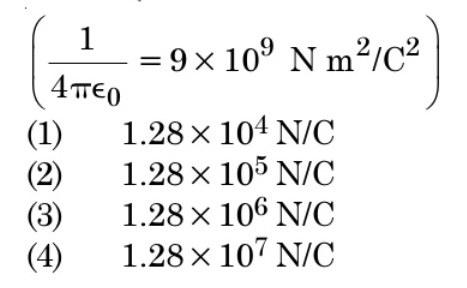 (1/4πϵ₀ = 9 × 10⁹ N m²/C²)
(1) 1.28 × 10⁴ N/C
(2) 1.28 × 10⁵ N/C
(3) 1.28 × 10⁶ N/C
(4) 1.28 × 10⁷ N/C